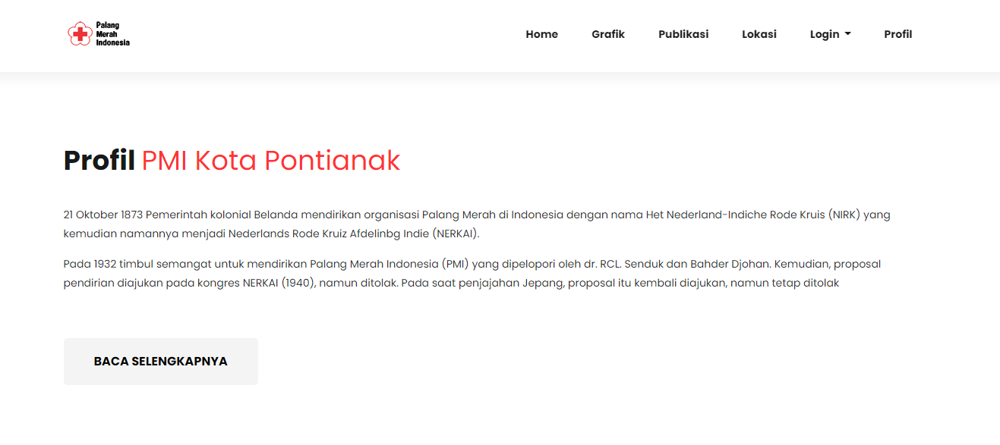 Palang
Merah
Indonesia
Home
Grafik
Publikasi
Lokasi
Login
Profil
Profil PMI Kota Pontianak
21 Oktober 1873 Pemerintah kolonial Belanda mendirikan organisasi Palang Merah di Indonesia dengan nama Het Nederland-Indiche Rode Kruis (NIRK) yang
kemudian namannya menjadi Nederlands Rode Kruiz Afdelinbg Indie (NERKAI).
Pada 1932 timbul semangat untuk mendirikan Palang Merah Indonesia (PMI) yang dipelopori oleh dr. RCL. Senduk dan Bahder Djohan. Kemudian, proposal
pendirian diajukan pada kongres NERKAI (1940), namun ditolak. Pada saat penjajahan Jepang, proposal itu kembali diajukan, namun tetap ditolak
BACA SELENGKAPNYA